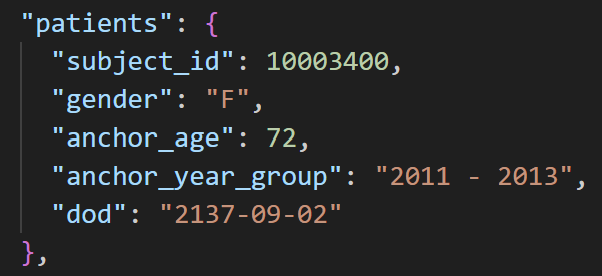 "patients": {
"subject_id": 10003400,
"gender": "F",
"anchor_age": 72,
"anchor_year_group": "2011 - 2013",
"dod": "2137-09-02"
},